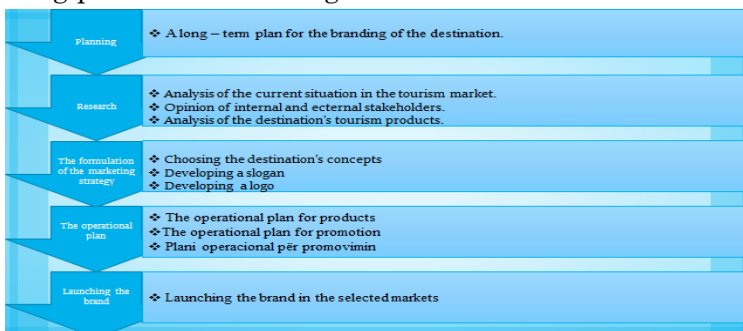 Planning
❖ A long – term plan for the branding of the destination.
Research
❖ Analysis of the current situation in the tourism market.
❖ Opinion of internal and ecternal stakeholders.
❖ Analysis of the destination's tourism products.
The formulation
of the marketing
strategy
❖ Choosing the destination's concepts
❖ Developing a slogan
❖ Developing a logo
The operational
plan
❖ The operational plan for products
❖The operational plan for promotion
❖ Plani operacional për promovimin
Launching the
brand
❖ Launching the brand in the selected markets